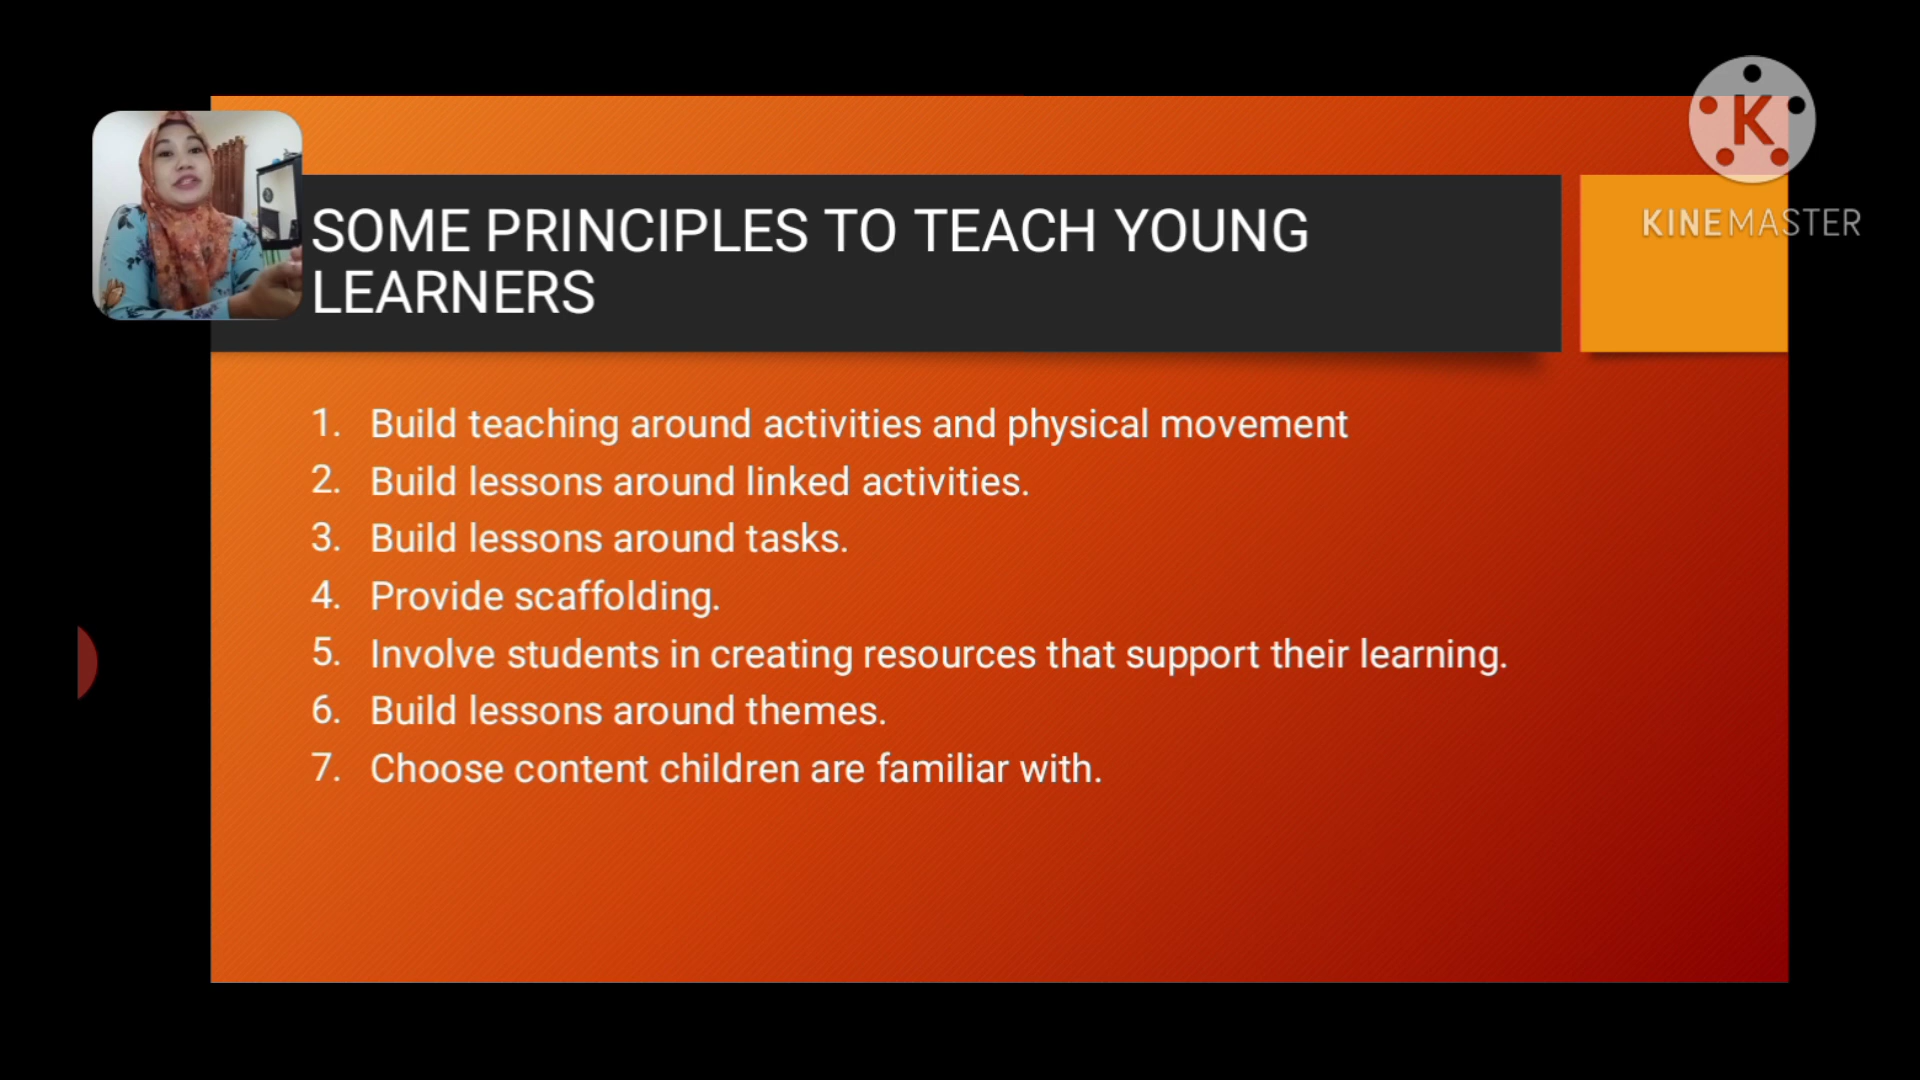 K
KINEMASTER
SOME PRINCIPLES TO TEACH YOUNG
LEARNERS
1. Build teaching around activities and physical movement
2. Build lessons around linked activities.
3. Build lessons around tasks.
4. Provide scaffolding.
5. Involve students in creating resources that support their learning.
6. Build lessons around themes.
7. Choose content children are familiar with.